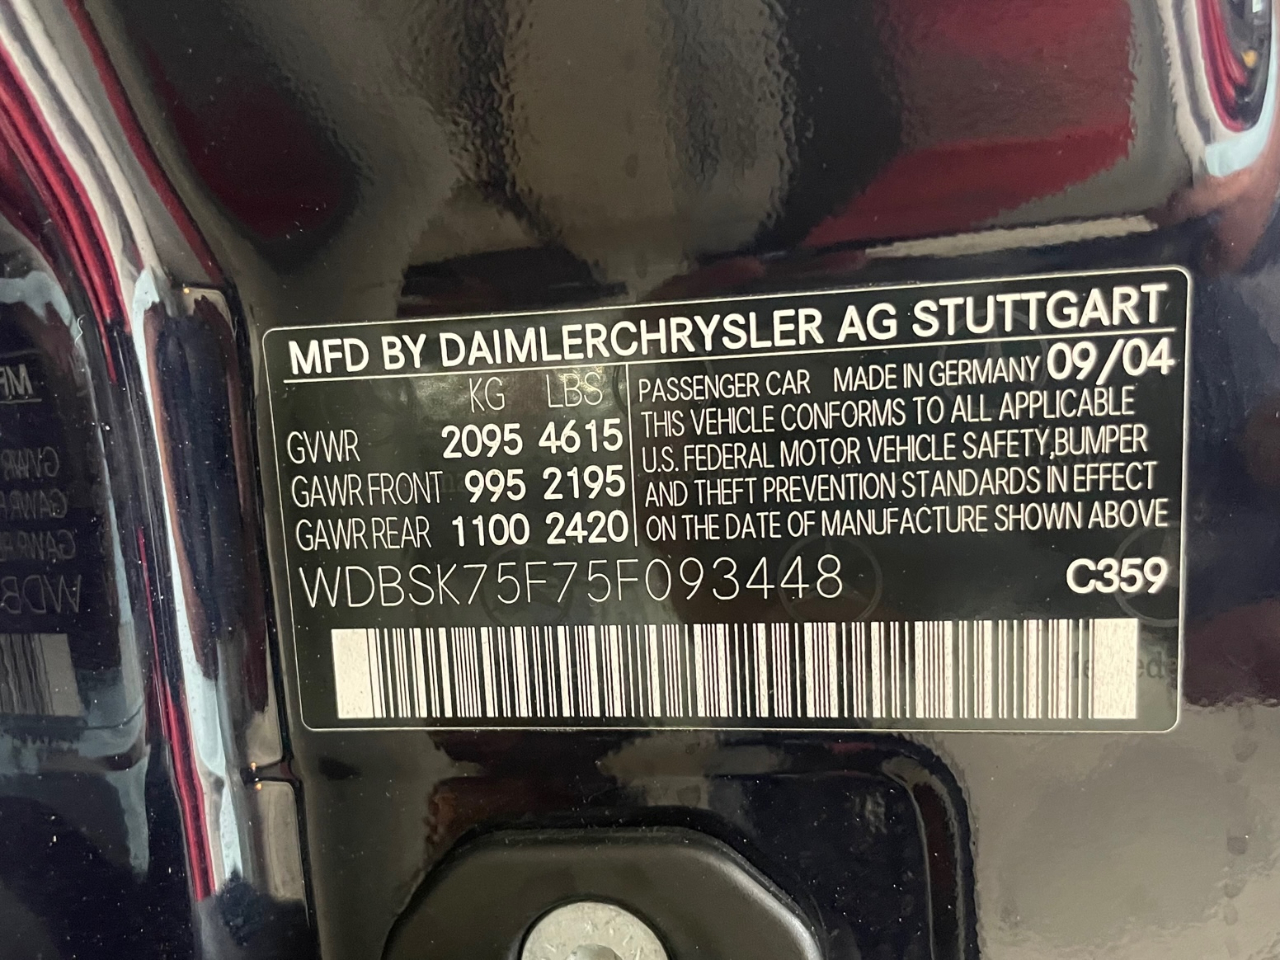 MFD BY DAIMLERCHRYSLER AG STUTTGART
KG LBS
GVWR 2095 4615
GAWR FRONT 995 2195
GAWR REAR 1100 2420
PASSENGER CAR MADE IN GERMANY 09/04
THIS VEHICLE CONFORMS TO ALL APPLICABLE
U.S. FEDERAL MOTOR VEHICLE SAFETY,BUMPER
AND THEFT PREVENTION STANDARDS IN EFFECT
ON THE DATE OF MANUFACTURE SHOWN ABOVE
WDBSK75F75F093448 C359